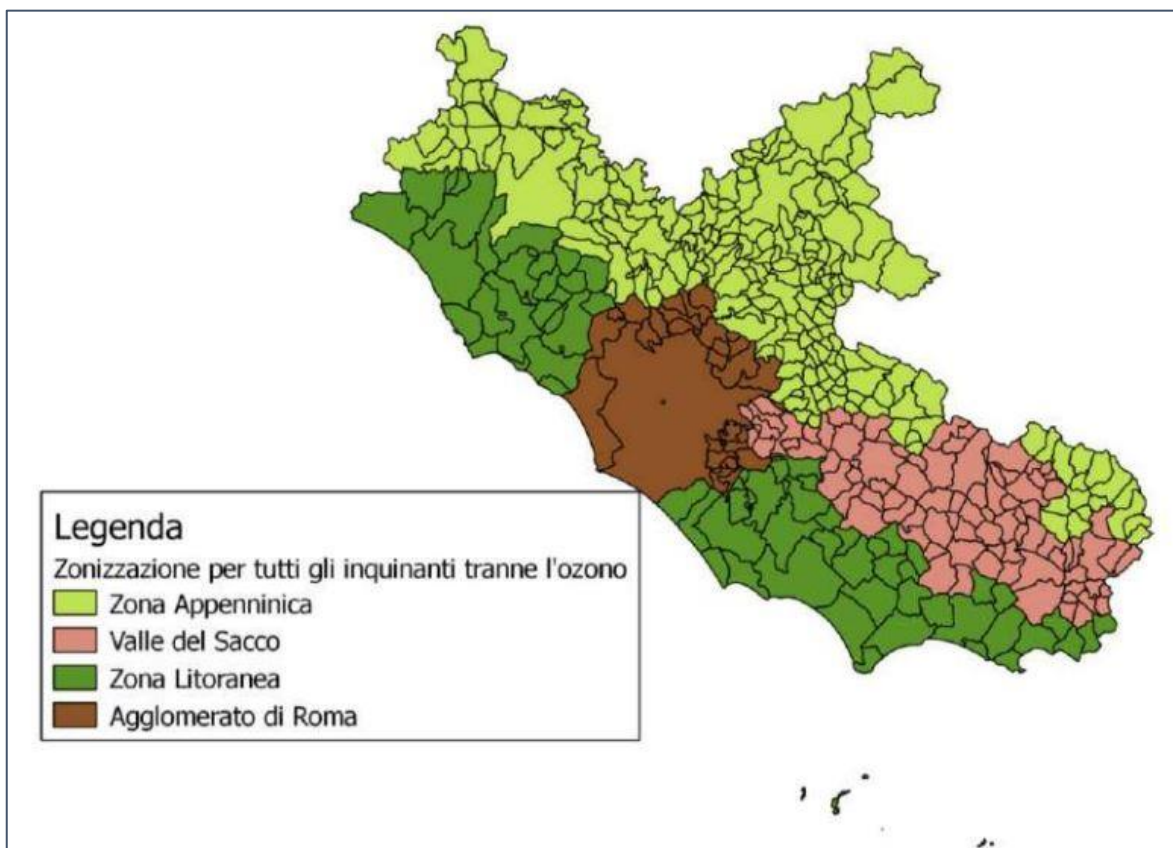 Legenda
Zonizzazione per tutti gli inquinanti tranne l'ozono
Zona Appenninica
Valle del Sacco
Zona Litoranea
Agglomerato di Roma